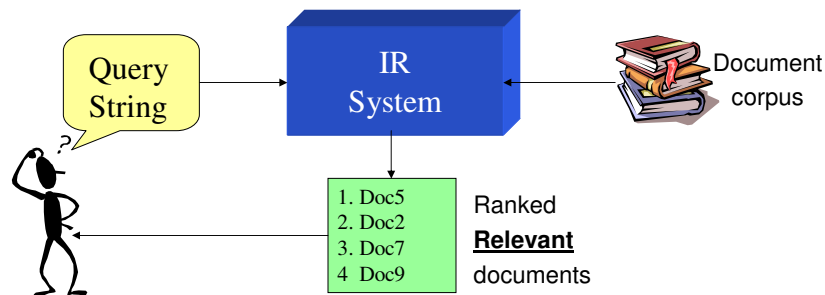 Query
String
IR
System
Document
corpus
?
1. Doc5
2. Doc2
3. Doc7
4 Doc9
Ranked
Relevant
documents